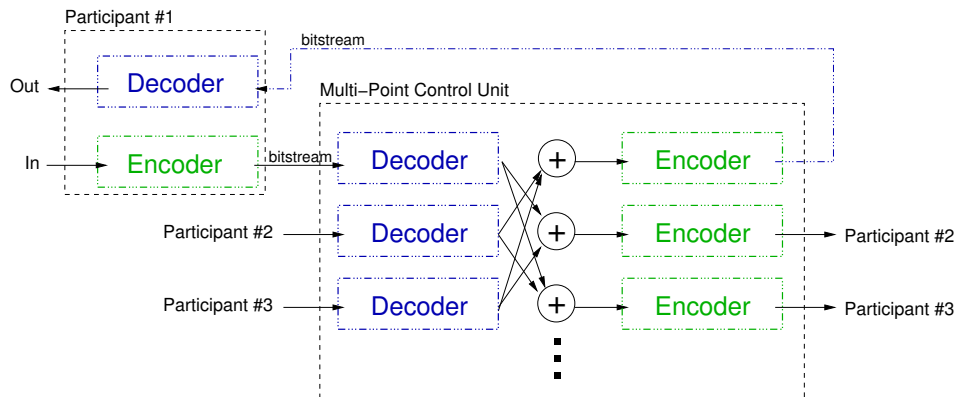 Participant #1
bitstream
Out
Decoder
Multi−Point Control Unit
In
Encoder
bitstream
Decoder
+
Encoder
Participant #2
Decoder
+
Encoder
Participant #2
Participant #3
Decoder
+
Encoder
Participant #3